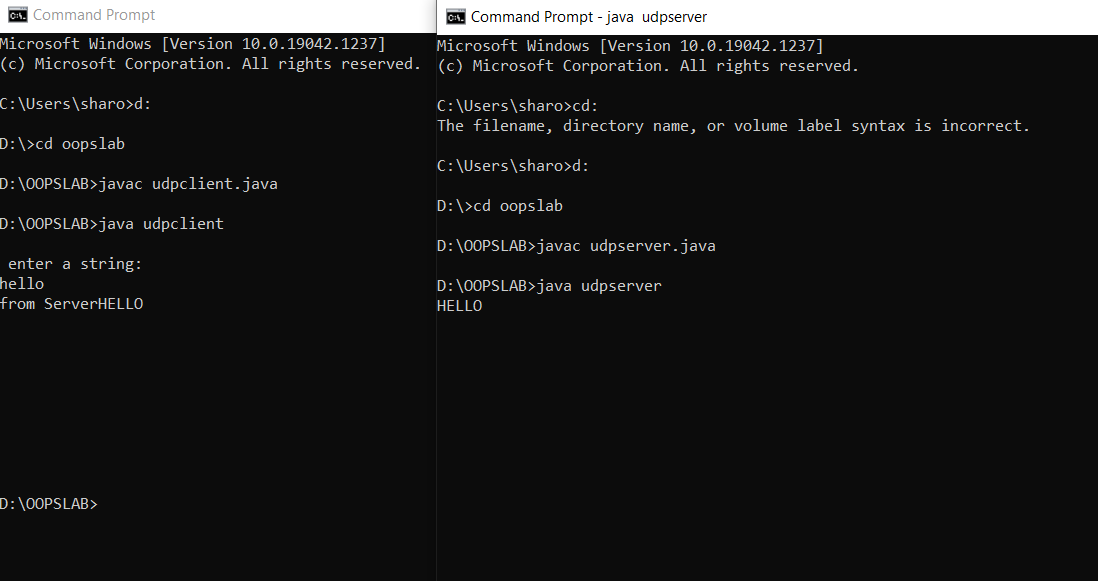 Command Prompt
Microsoft Windows [Version 10.0.19042.1237]
(c) Microsoft Corporation. All rights reserved.
C:\Users\sharo>d:
D:\>cd oopslab
D:\OOPSLAB>javac udpclient.java
D:\OOPSLAB>java udpclient
enter a string:
hello
from ServerHELLO
D:\OOPSLAB>
Command Prompt - java udpserver
Microsoft Windows [Version 10.0.19042.1237]
(c) Microsoft Corporation. All rights reserved.
C:\Users\sharo>cd:
The filename, directory name, or volume label syntax is incorrect.
C:\Users\sharo>d:
D:\>cd oopslab
D:\OOPSLAB>javac udpserver.java
D:\OOPSLAB>java udpserver
HELLO